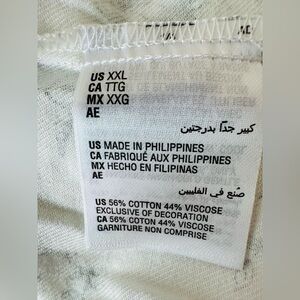 US XXL
CA TTG
MX XXG
AE
كبير جدًا بدرجتين
US MADE IN PHILIPPINES
CA FABRIQUÉ AUX PHILIPPINES
MX HECHO EN FILIPINAS
AE
صُنع في الفلبين
US 56% COTTON 44% VISCOSE
EXCLUSIVE OF DECORATION
CA 56% COTON 44% VISCOSE
GARNITURE NON COMPRISE